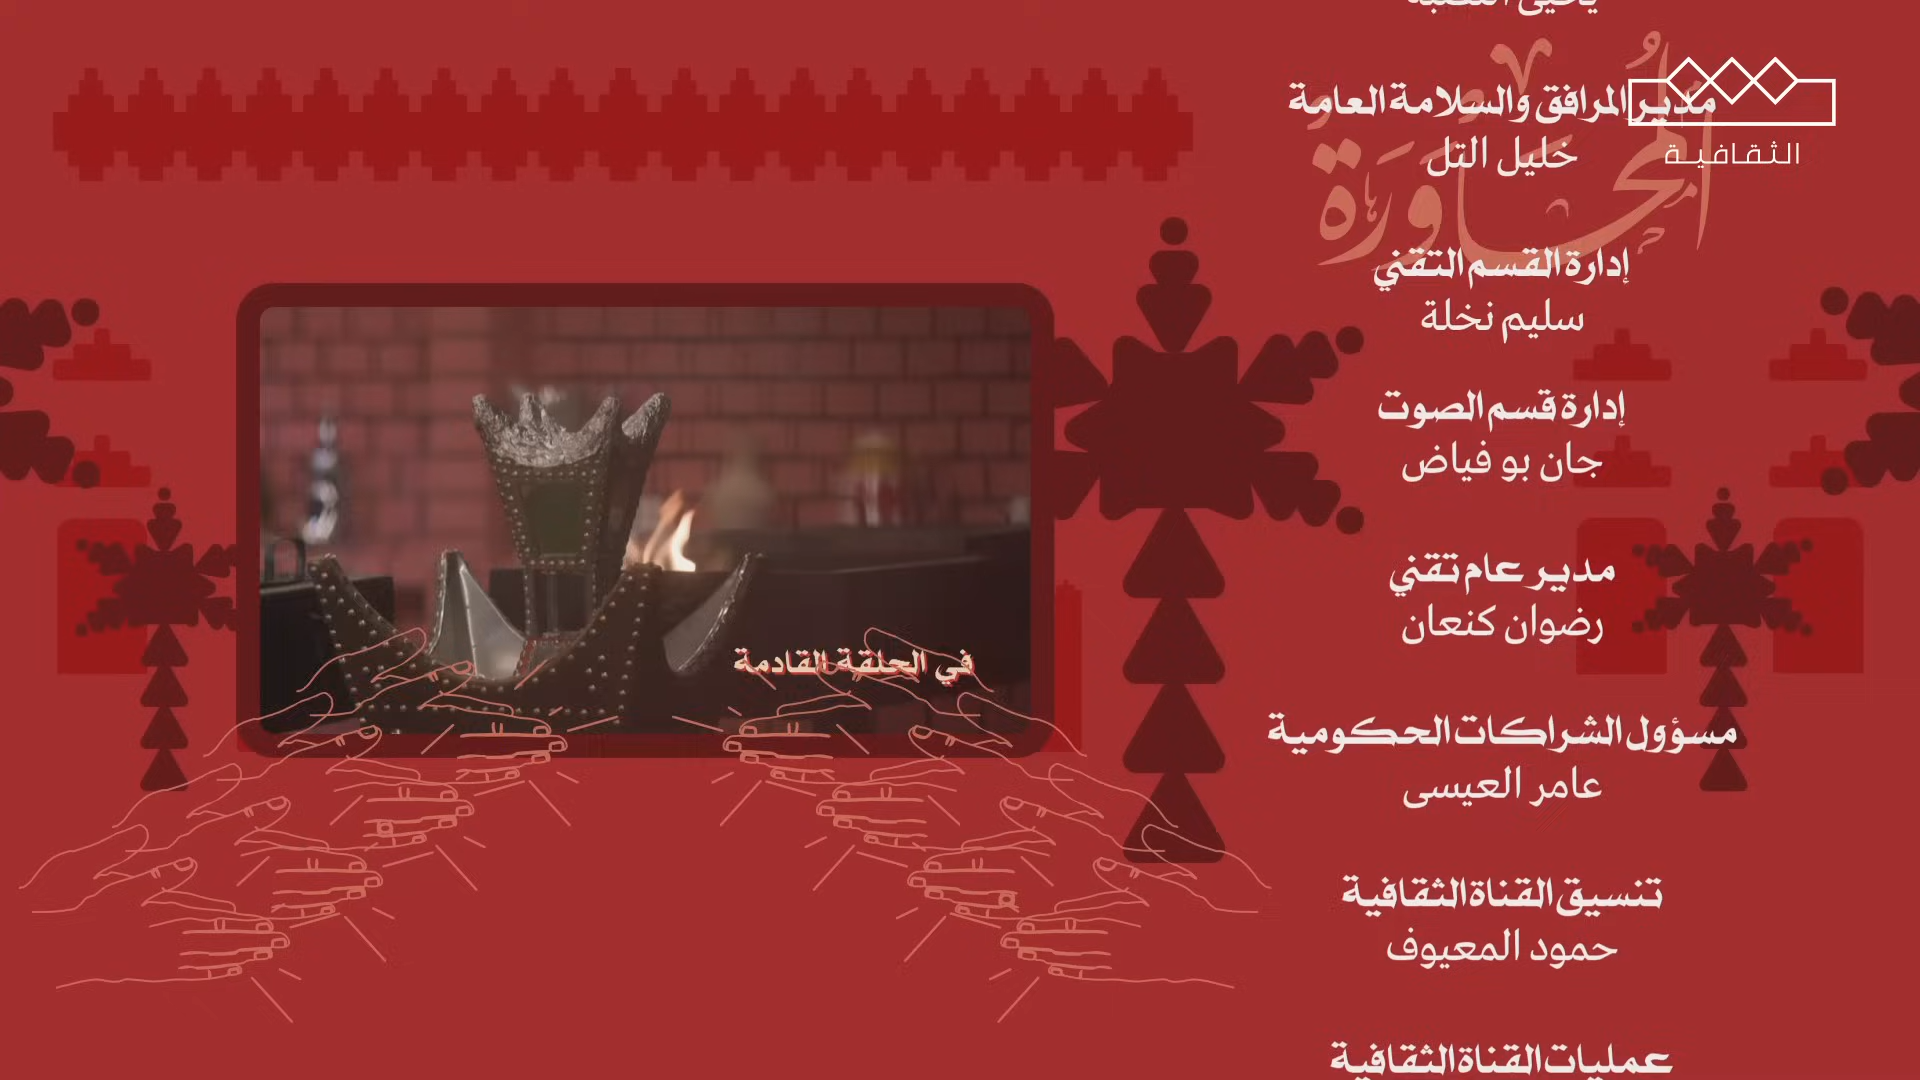 مدير المرافق والسلامة العامة
خليل التل
الثقافية
المحاورة
إدارة القسم التقني
سليم نخلة
إدارة قسم الصوت
جان بو فياض
مدير عام تقني
رضوان كنعان
في الحلقة القادمة
مسؤول الشراكات الحكومية
عامر العيسى
تنسيق القناة الثقافية
حمود المعيوف
عمليات القناة الثقافية